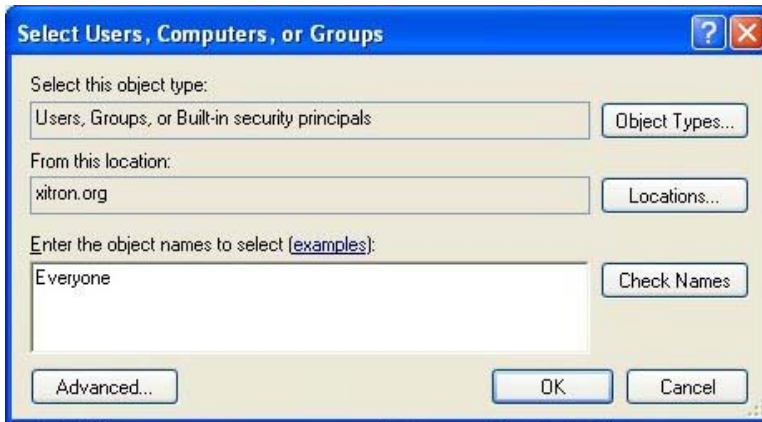 Select Users, Computers, or Groups
Select this object type:
Users, Groups, or Built-in security principals
Object Types...
From this location:
xitron.org
Locations...
Enter the object names to select (examples):
Everyone
Check Names
Advanced...
OK
Cancel